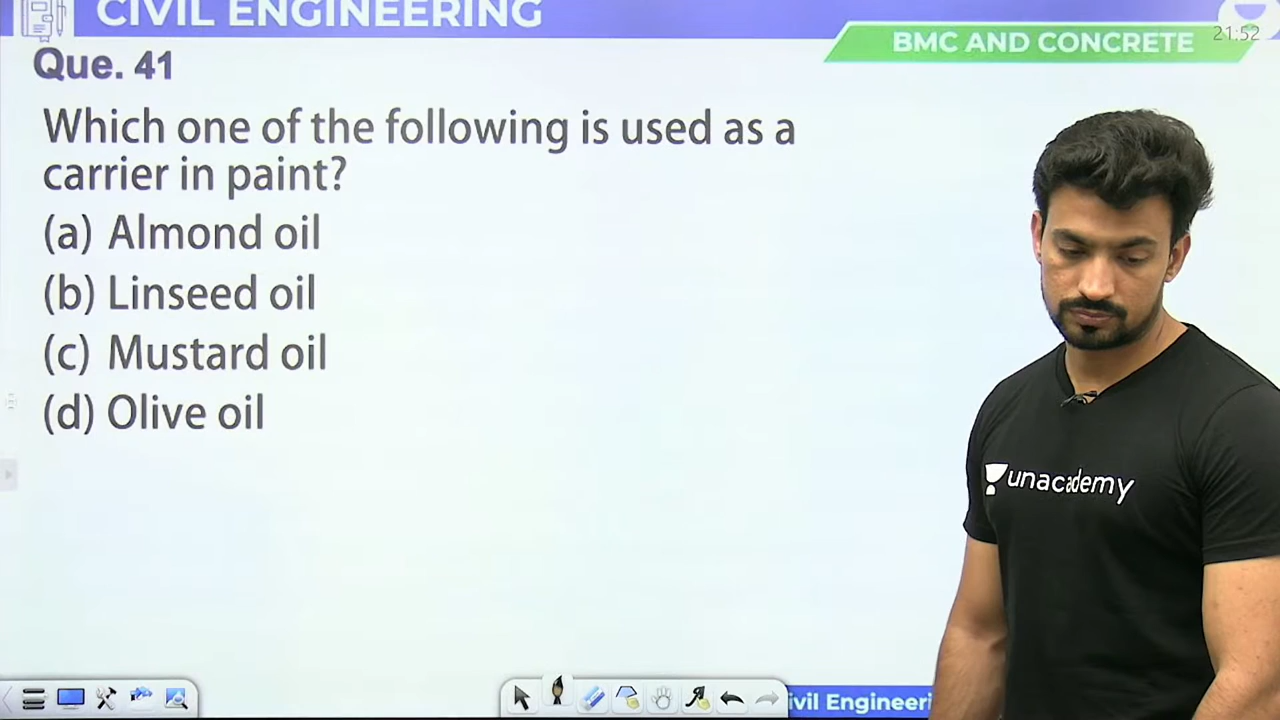 CIVIL ENGINEERING
21:52
BMC AND CONCRETE
Que. 41
Which one of the following is used as a
carrier in paint?
(a) Almond oil
(b) Linseed oil
(c) Mustard oil
(d) Olive oil
unacademy
ivil Engineeri